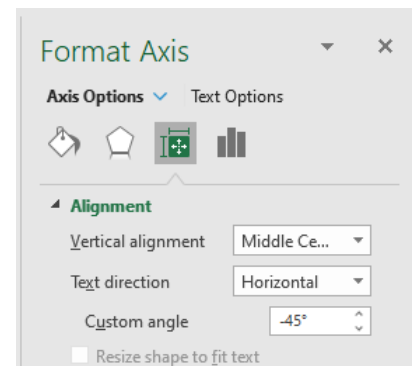 Format Axis
Axis Options Text Options
Alignment
Vertical alignment Middle Ce...
Text direction Horizontal
Custom angle -45°
Resize shape to fit text